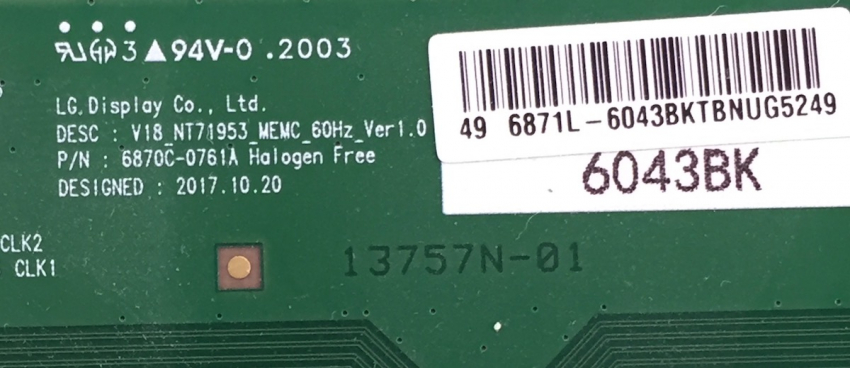 3 94V-0 .2003
LG.Display Co., Ltd.
DESC : V18_NT71953_MEMC_60Hz_Ver1.0
P/N : 6870C-0761A Halogen Free
DESIGNED : 2017.10.20
49 6871L-6043BKTBNUG5249
6043BK
CLK2
CLK1
13757N-01